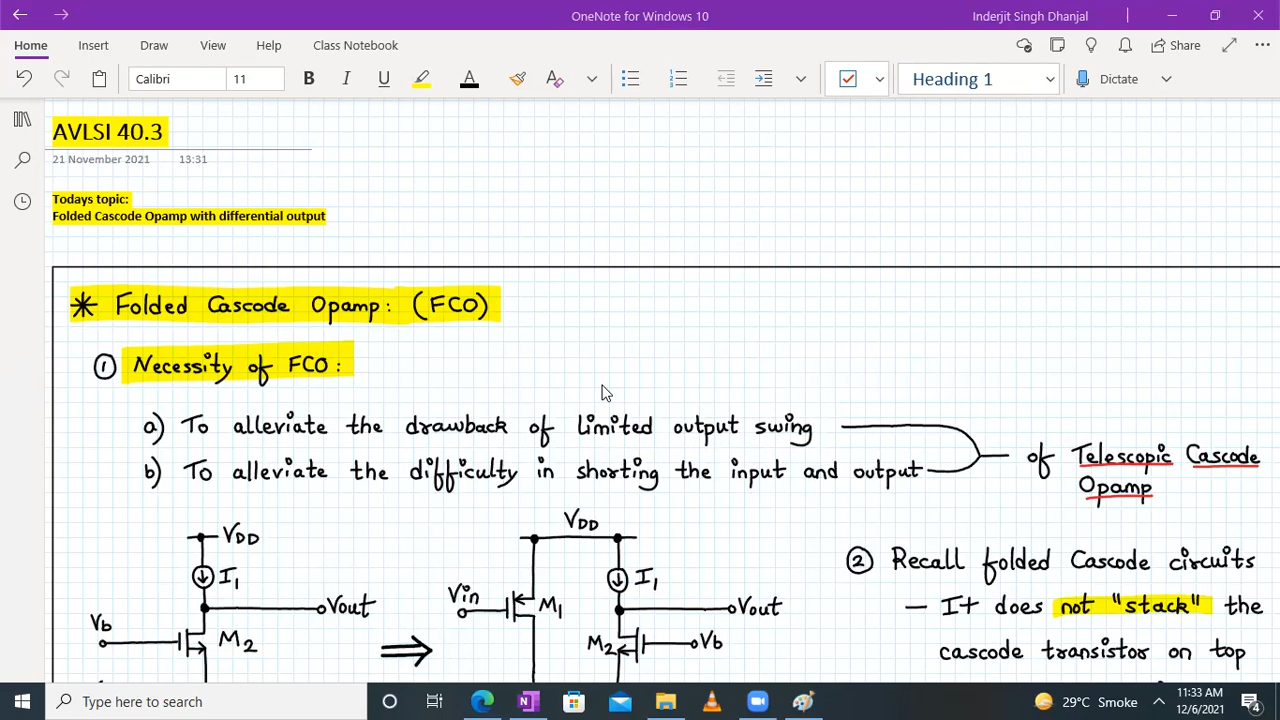 OneNote for Windows 10
Inderjit Singh Dhanjal
Home Insert Draw View Help Class Notebook
Share
Calibri 11 B I U A Heading 1 Dictate
AVLSI 40.3
21 November 2021 13:31
Todays topic:
Folded Cascode Opamp with differential output
* Folded Cascode Opamp: (FCO)
① Necessity of FCO:
a) To alleviate the drawback of limited output swing
b) To alleviate the difficulty in shorting the input and output
of Telescopic Cascode
Opamp
VDD
I1
Vout
Vb
M2
⇒
VDD
Vin
M1
I1
Vout
M2
Vb
② Recall folded Cascode circuits
— It does not "stack" the
cascode transistor on top
Type here to search
29°C Smoke
11:33 AM
12/6/2021
4